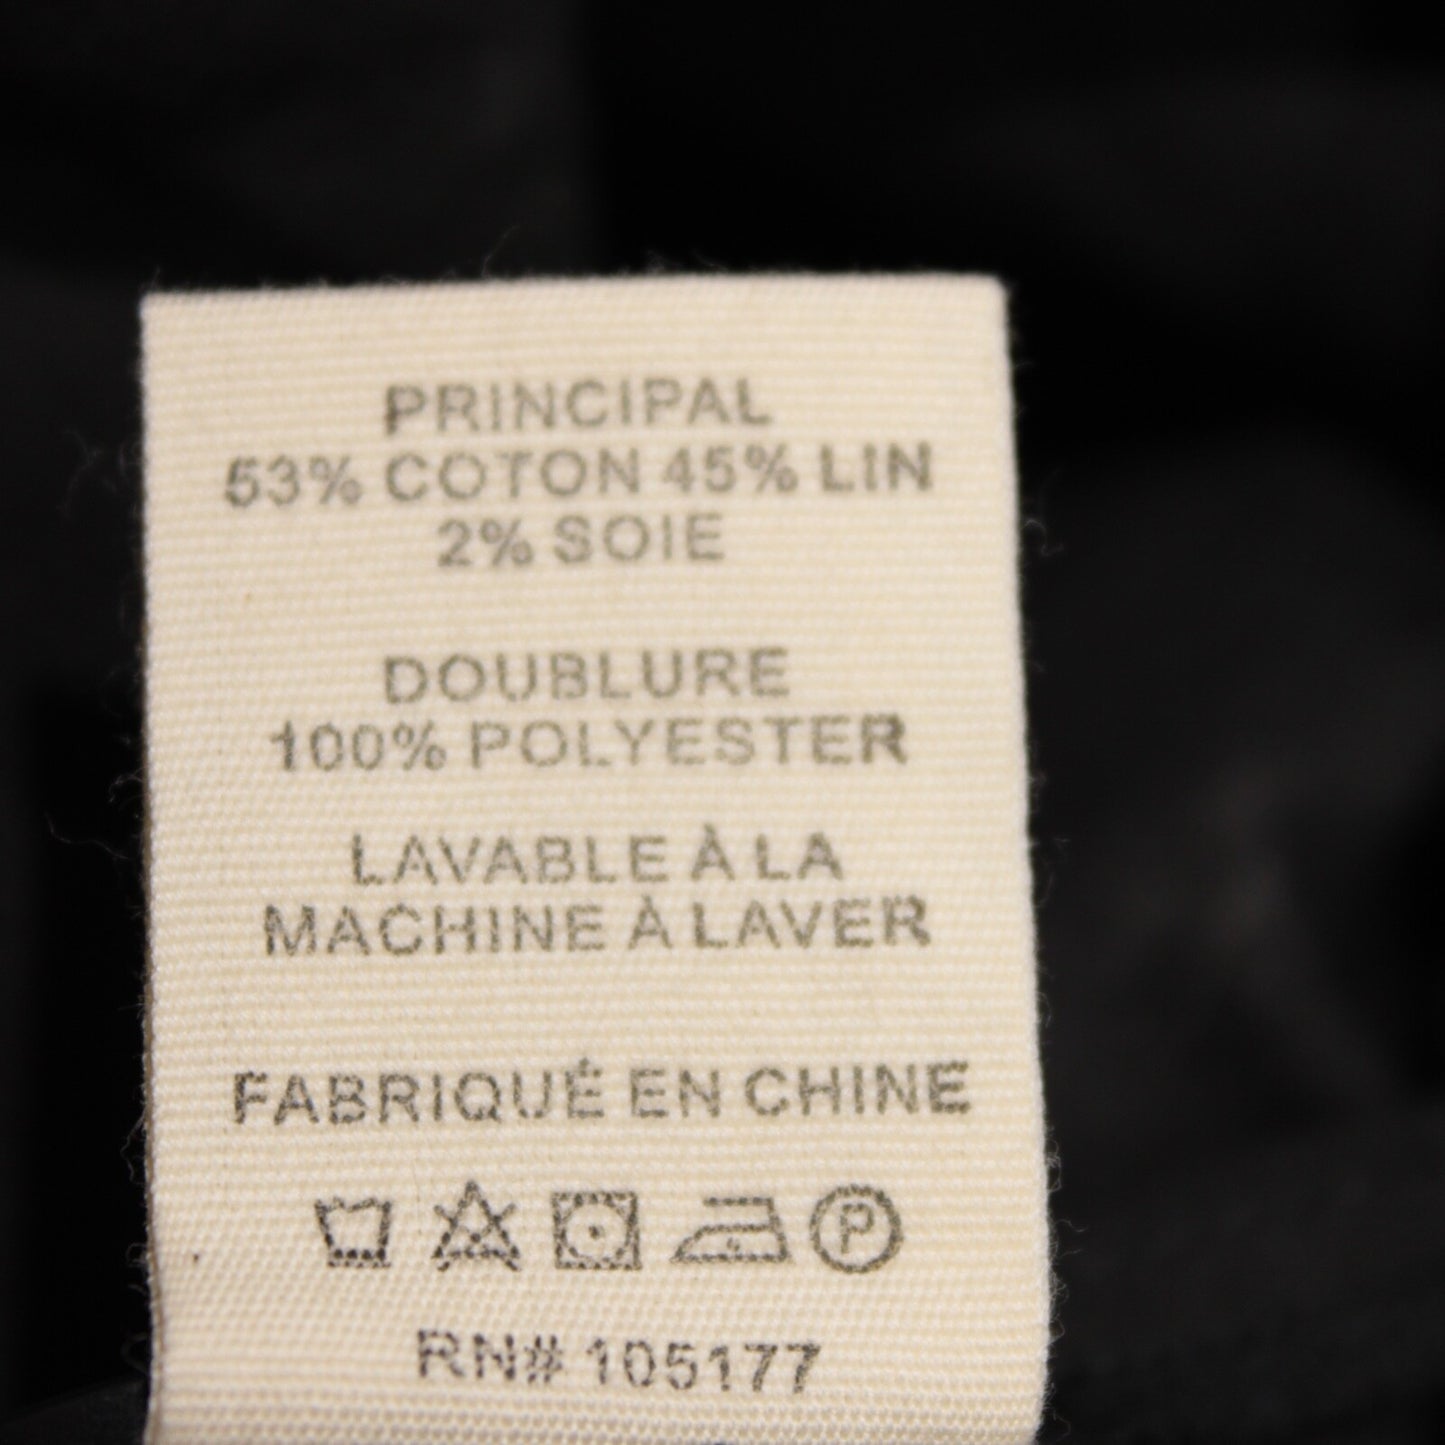 PRINCIPAL
53% COTON 45% LIN
2% SOIE
DOUBLURE
100% POLYESTER
LAVABLE À LA
MACHINE À LAVER
FABRIQUÉ EN CHINE
P
RN# 105177